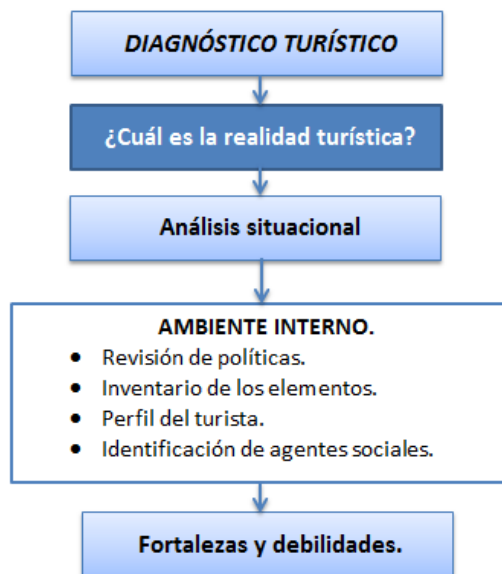 DIAGNÓSTICO TURÍSTICO
¿Cuál es la realidad turística?
Análisis situacional
AMBIENTE INTERNO.
• Revisión de políticas.
• Inventario de los elementos.
• Perfil del turista.
• Identificación de agentes sociales.
Fortalezas y debilidades.